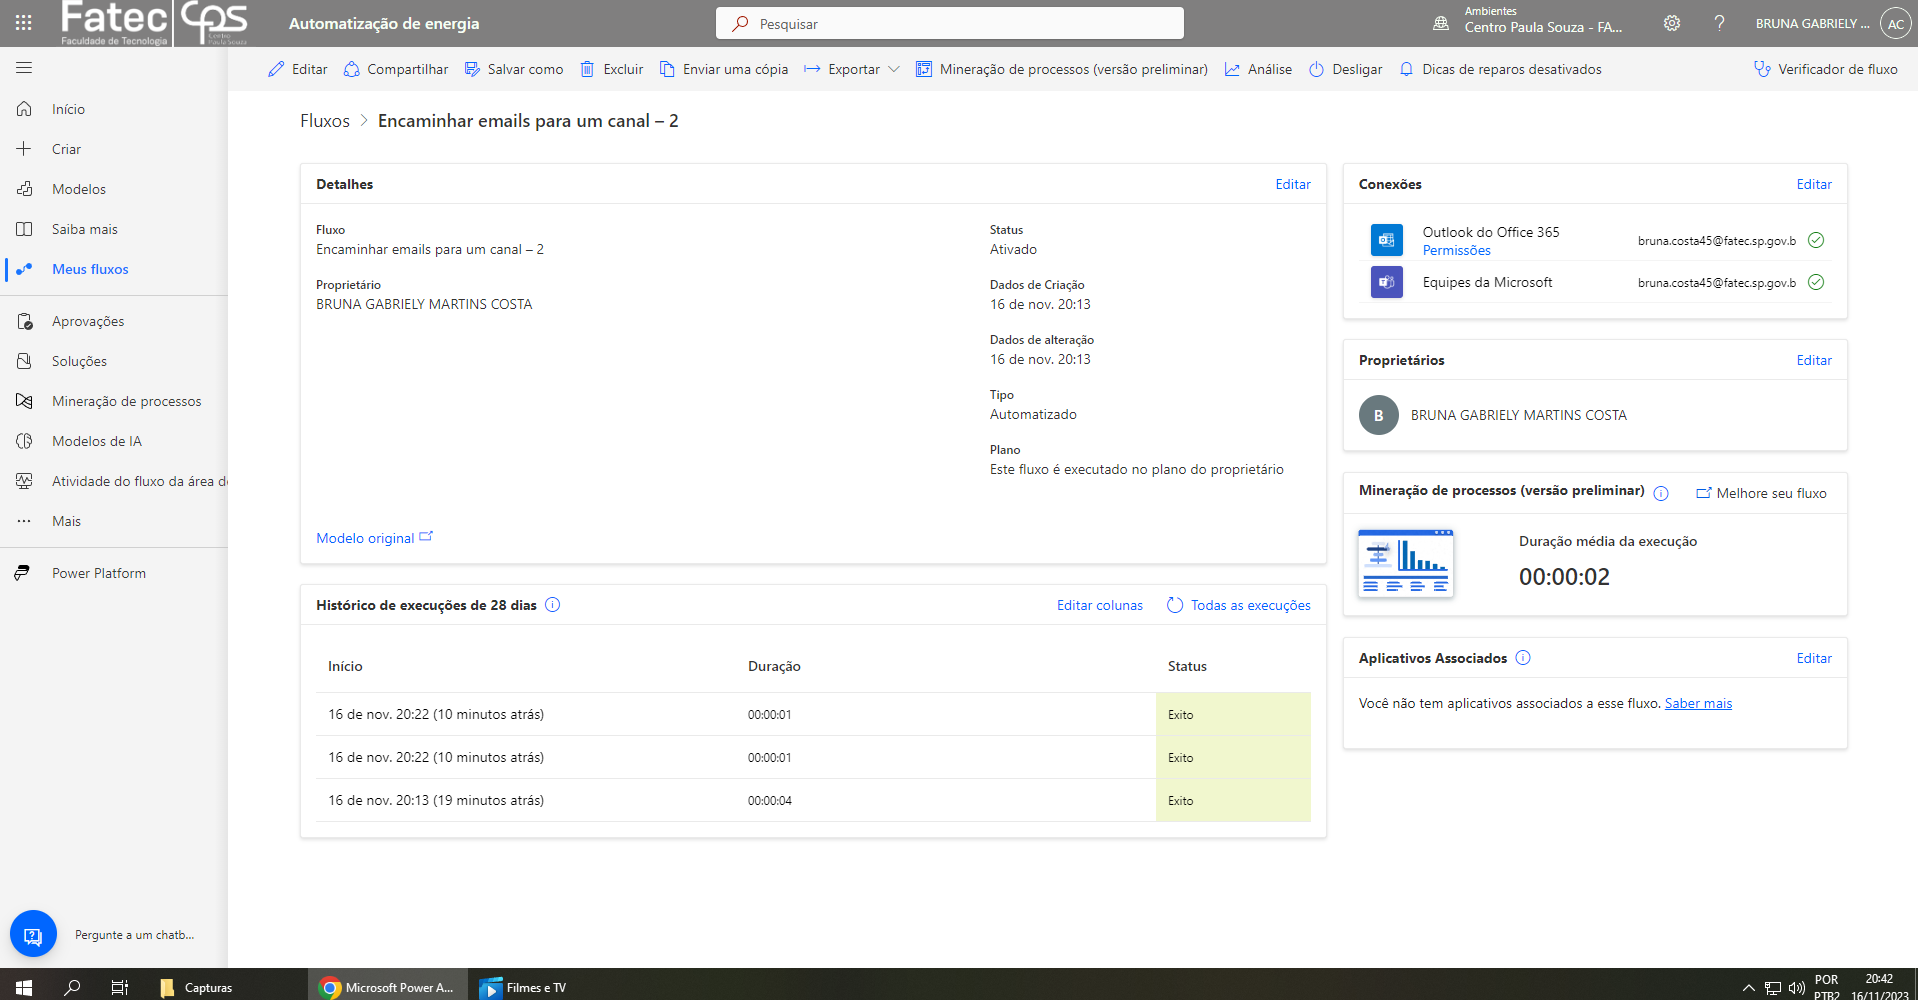 Fatec
Faculdade de Tecnologia
CPS
Centro
Paula Souza
Automatização de energia
Pesquisar
Ambientes
Centro Paula Souza - FA...
BRUNA GABRIELY ...
AC
Editar
Compartilhar
Salvar como
Excluir
Enviar uma cópia
Exportar
Mineração de processos (versão preliminar)
Análise
Desligar
Dicas de reparos desativados
Verificador de fluxo
Início
Criar
Modelos
Saiba mais
Meus fluxos
Aprovações
Soluções
Mineração de processos
Modelos de IA
Atividade do fluxo da área d
Mais
Power Platform
Pergunte a um chatb...
Fluxos > Encaminhar emails para um canal – 2
Detalhes
Editar
Fluxo
Encaminhar emails para um canal – 2
Proprietário
BRUNA GABRIELY MARTINS COSTA
Status
Ativado
Dados de Criação
16 de nov. 20:13
Dados de alteração
16 de nov. 20:13
Tipo
Automatizado
Plano
Este fluxo é executado no plano do proprietário
Modelo original
Histórico de execuções de 28 dias
Editar colunas
Todas as execuções
Início Duração Status
16 de nov. 20:22 (10 minutos atrás) 00:00:01 Exito
16 de nov. 20:22 (10 minutos atrás) 00:00:01 Exito
16 de nov. 20:13 (19 minutos atrás) 00:00:04 Exito
Conexões
Editar
Outlook do Office 365
Permissões
bruna.costa45@fatec.sp.gov.b
Equipes da Microsoft
bruna.costa45@fatec.sp.gov.b
Proprietários
Editar
B
BRUNA GABRIELY MARTINS COSTA
Mineração de processos (versão preliminar)
Melhore seu fluxo
Duração média da execução
00:00:02
Aplicativos Associados
Editar
Você não tem aplicativos associados a esse fluxo. Saber mais
Capturas
Microsoft Power A...
Filmes e TV
POR
PTB2
20:42
16/11/2023